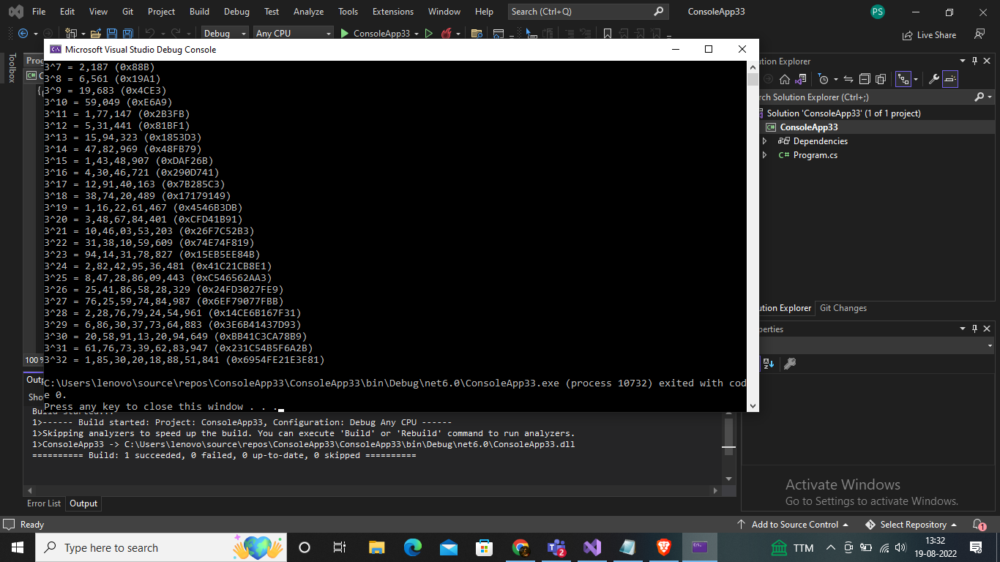 File Edit View Git Project Build Debug Test Analyze Tools Extensions Window Help Search (Ctrl+Q) ConsoleApp33 PS
Debug Any CPU ConsoleApp33 Live Share
Toolbox
Microsoft Visual Studio Debug Console
3^7 = 2,187 (0x88B)
3^8 = 6,561 (0x19A1)
3^9 = 19,683 (0x4CE3)
3^10 = 59,049 (0xE6A9)
3^11 = 1,77,147 (0x2B3FB)
3^12 = 5,31,441 (0x81BF1)
3^13 = 15,94,323 (0x1853D3)
3^14 = 47,82,969 (0x48FB79)
3^15 = 1,43,48,907 (0xDAF26B)
3^16 = 4,30,46,721 (0x290D741)
3^17 = 12,91,40,163 (0x7B285C3)
3^18 = 38,74,20,489 (0x17179149)
3^19 = 1,16,22,61,467 (0x4546B3DB)
3^20 = 3,48,67,84,401 (0xCFD41B91)
3^21 = 10,46,03,53,203 (0x26F7C52B3)
3^22 = 31,38,10,59,609 (0x74E74F819)
3^23 = 94,14,31,78,827 (0x15EB5EE84B)
3^24 = 2,82,42,95,36,481 (0x41C21CB8E1)
3^25 = 8,47,28,86,09,443 (0xC546562AA3)
3^26 = 25,41,86,58,28,329 (0x24FD3027FE9)
3^27 = 76,25,59,74,84,987 (0x6EF79077FBB)
3^28 = 2,28,76,79,24,54,961 (0x14CE6B167F31)
3^29 = 6,86,30,37,73,64,883 (0x3E6B41437D93)
3^30 = 20,58,91,13,20,94,649 (0xBB41C3CA78B9)
3^31 = 61,76,73,39,62,83,947 (0x231C54B5F6A2B)
3^32 = 1,85,30,20,18,88,51,841 (0x6954FE21E3E81)
C:\Users\lenovo\source\repos\ConsoleApp33\ConsoleApp33\bin\Debug\net6.0\ConsoleApp33.exe (process 10732) exited with cod
e 0.
Press any key to close this window . . .
ution Explorer
rch Solution Explorer (Ctrl+;)
Solution 'ConsoleApp33' (1 of 1 project)
ConsoleApp33
Dependencies
C# Program.cs
ution Explorer Git Changes
perties
100 %
Outp
Sho
Build started...
1>------ Build started: Project: ConsoleApp33, Configuration: Debug Any CPU ------
1>Skipping analyzers to speed up the build. You can execute 'Build' or 'Rebuild' command to run analyzers.
1>ConsoleApp33 -> C:\Users\lenovo\source\repos\ConsoleApp33\ConsoleApp33\bin\Debug\net6.0\ConsoleApp33.dll
========== Build: 1 succeeded, 0 failed, 0 up-to-date, 0 skipped ==========
Error List Output
Activate Windows
Go to Settings to activate Windows.
Ready Add to Source Control Select Repository 1
Type here to search 2 TTM 13:32
19-08-2022